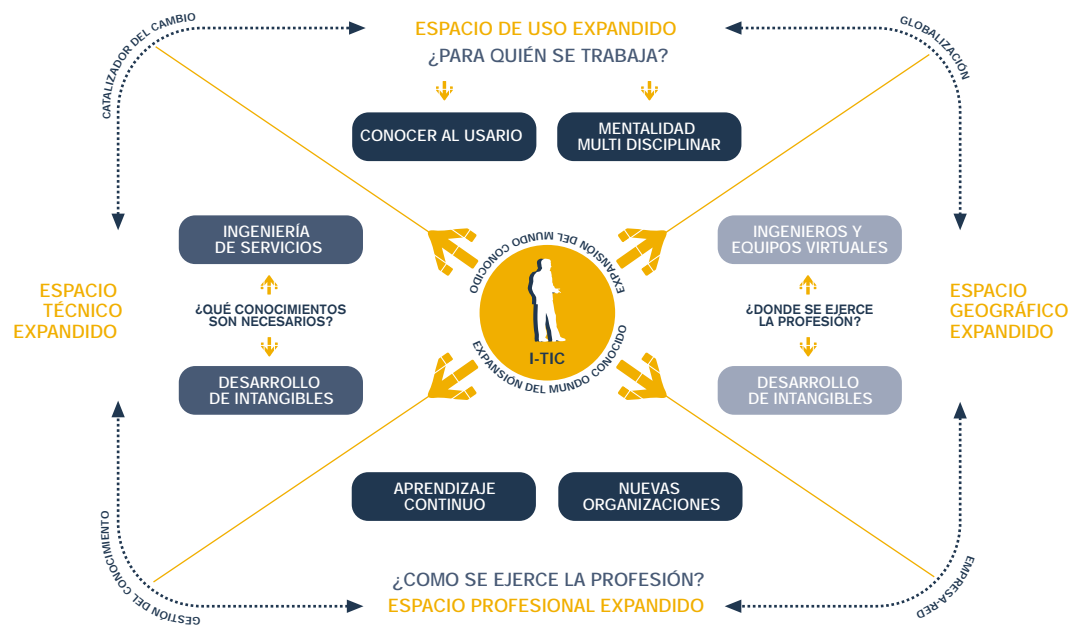 CATALIZADOR DEL CAMBIO
ESPACIO DE USO EXPANDIDO
¿PARA QUIÉN SE TRABAJA?
GLOBALIZACIÓN
CONOCER AL USARIO
MENTALIDAD
MULTI DISCIPLINAR
INGENIERÍA
DE SERVICIOS
INGENIEROS Y
EQUIPOS VIRTUALES
ESPACIO
TÉCNICO
EXPANDIDO
¿QUÉ CONOCIMIENTOS
SON NECESARIOS?
EXPANSIÓN DEL MUNDO CONOCIDO
I-TIC
EXPANSIÓN DEL MUNDO CONOCIDO
¿DONDE SE EJERCE
LA PROFESIÓN?
ESPACIO
GEOGRÁFICO
EXPANDIDO
DESARROLLO
DE INTANGIBLES
DESARROLLO
DE INTANGIBLES
APRENDIZAJE
CONTINUO
NUEVAS
ORGANIZACIONES
GESTIÓN DEL CONOCIMIENTO
¿COMO SE EJERCE LA PROFESIÓN?
ESPACIO PROFESIONAL EXPANDIDO
EMPRESA-RED